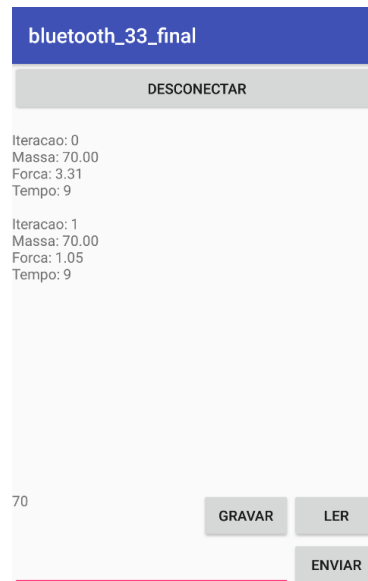 bluetooth_33_final
DESCONECTAR
Iteracao: 0
Massa: 70.00
Forca: 3.31
Tempo: 9
Iteracao: 1
Massa: 70.00
Forca: 1.05
Tempo: 9
70
GRAVAR
LER
ENVIAR